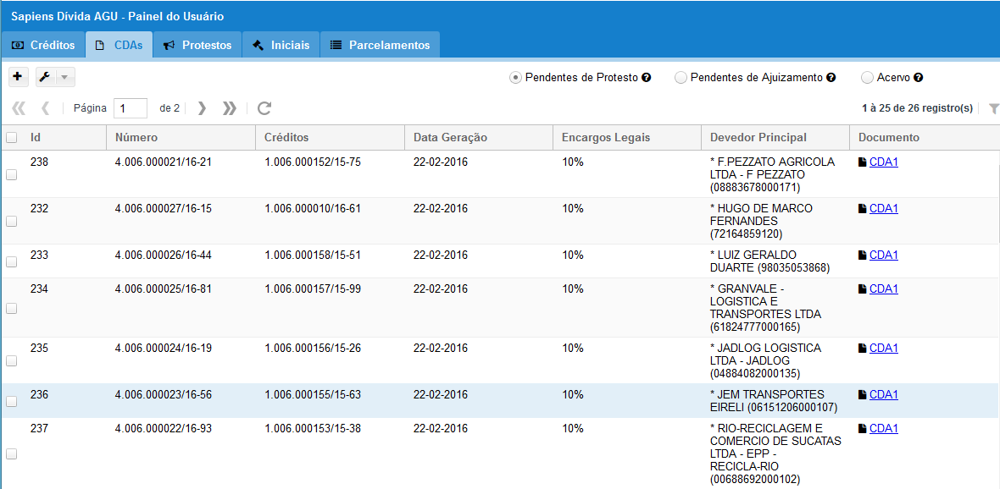 Sapiens Dívida AGU - Painel do Usuário
Créditos CDAs Protestos Iniciais Parcelamentos
Pendentes de Protesto Pendentes de Ajuizamento Acervo
Página 1 de 2 1 à 25 de 26 registro(s)
Id Número Créditos Data Geração Encargos Legais Devedor Principal Documento
238 4.006.000021/16-21 1.006.000152/15-75 22-02-2016 10% * F.PEZZATO AGRICOLA CDA1
LTDA - F PEZZATO
(08883678000171)
232 4.006.000027/16-15 1.006.000010/16-61 22-02-2016 10% * HUGO DE MARCO CDA1
FERNANDES
(72164859120)
233 4.006.000026/16-44 1.006.000158/15-51 22-02-2016 10% * LUIZ GERALDO CDA1
DUARTE (98035053868)
234 4.006.000025/16-81 1.006.000157/15-99 22-02-2016 10% * GRANVALE - CDA1
LOGISTICA E
TRANSPORTES LTDA
(61824777000165)
235 4.006.000024/16-19 1.006.000156/15-26 22-02-2016 10% * JADLOG LOGISTICA CDA1
LTDA - JADLOG
(04884082000135)
236 4.006.000023/16-56 1.006.000155/15-63 22-02-2016 10% * JEM TRANSPORTES CDA1
EIRELI (06151206000107)
237 4.006.000022/16-93 1.006.000153/15-38 22-02-2016 10% * RIO-RECICLAGEM E CDA1
COMERCIO DE SUCATAS
LTDA - EPP -
RECICLA-RIO
(00688692000102)